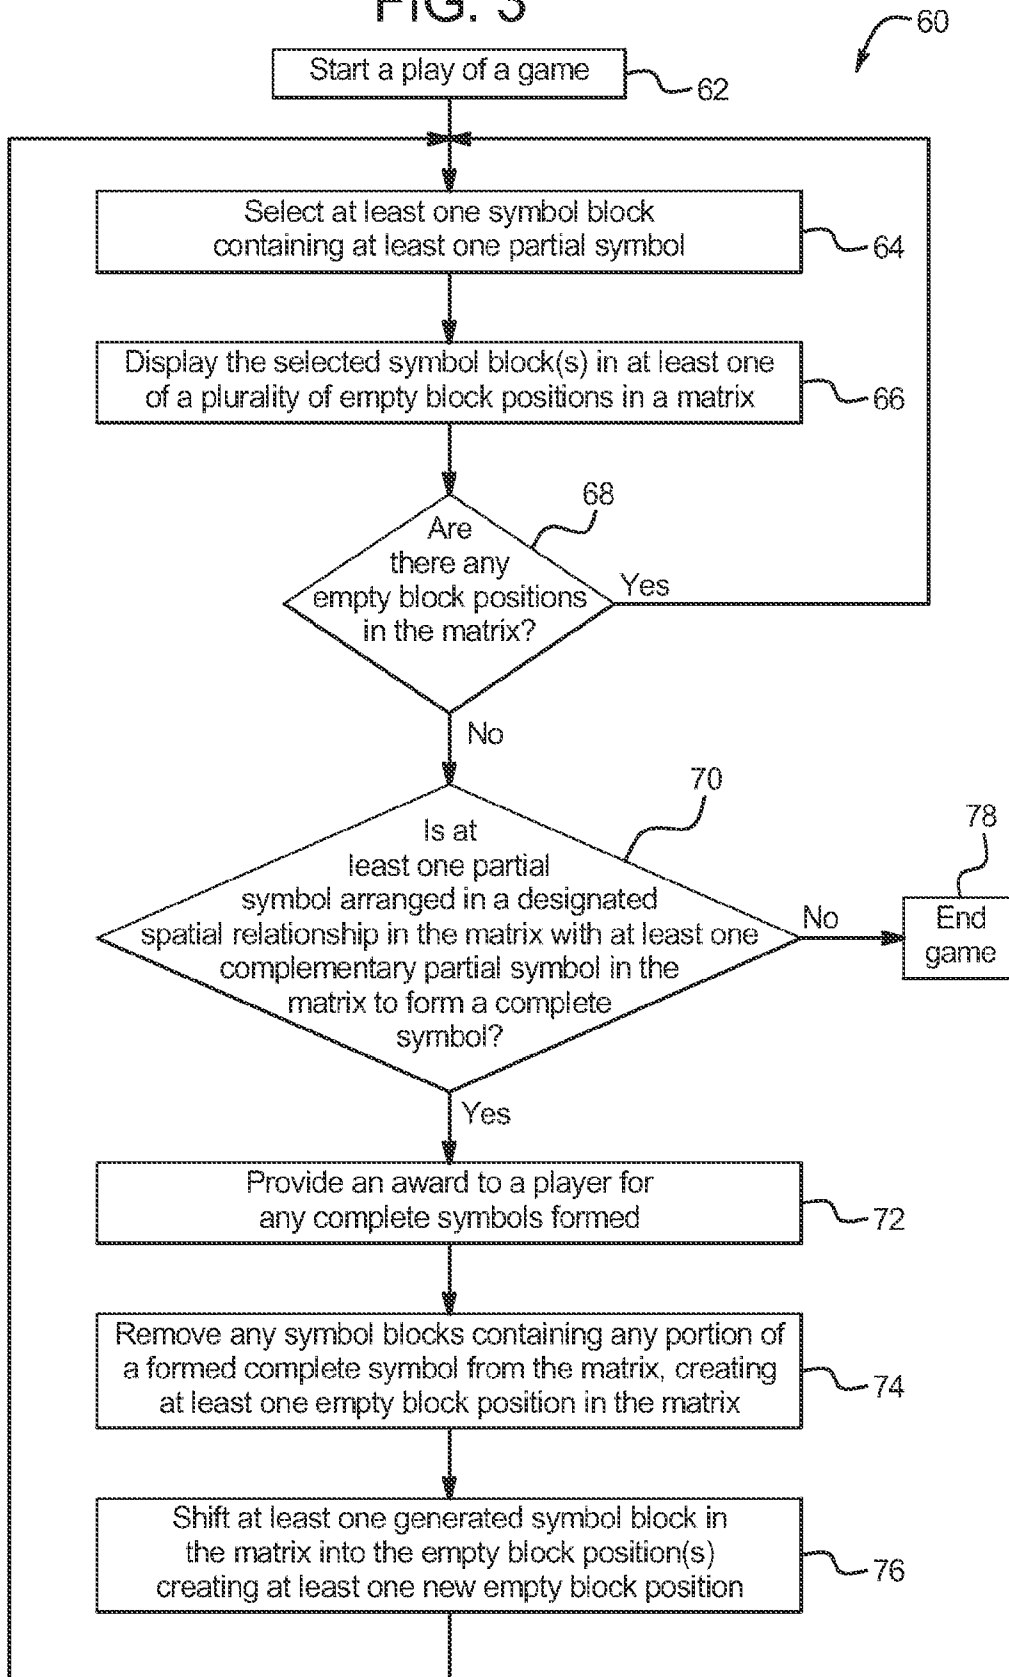 FIG. 3
60
Start a play of a game
62
Select at least one symbol block
containing at least one partial symbol
64
Display the selected symbol block(s) in at least one
of a plurality of empty block positions in a matrix
66
68
Are
there any
empty block positions
in the matrix?
Yes
No
70
78
Is at
least one partial
symbol arranged in a designated
spatial relationship in the matrix with at least one
complementary partial symbol in the
matrix to form a complete
symbol?
No
End
game
Yes
Provide an award to a player for
any complete symbols formed
72
Remove any symbol blocks containing any portion of
a formed complete symbol from the matrix, creating
at least one empty block position in the matrix
74
Shift at least one generated symbol block in
the matrix into the empty block position(s)
creating at least one new empty block position
76